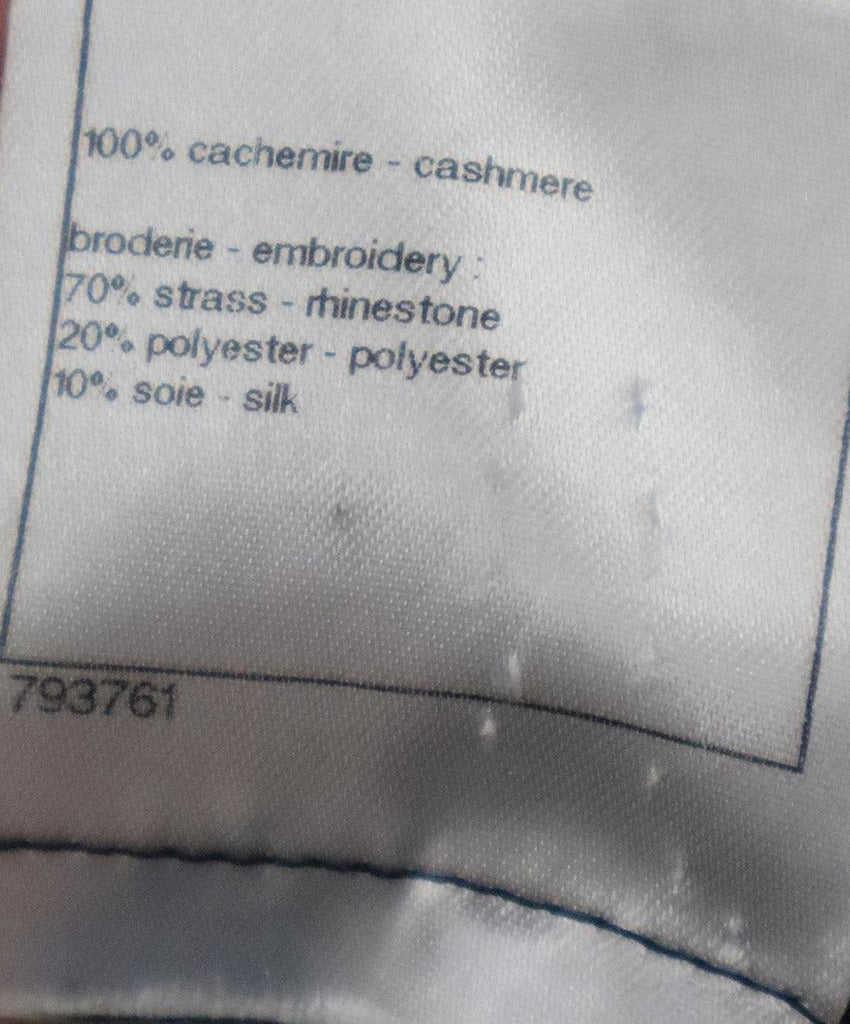 100% cachemire - cashmere
broderie - embroidery :
70% strass - rhinestone
20% polyester - polyester
10% soie - silk
793761